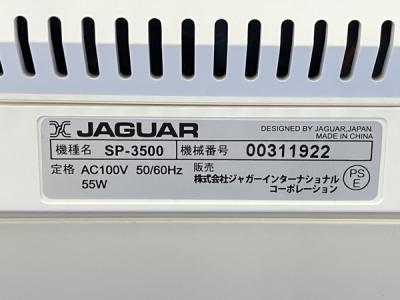 JAGUAR
DESIGNED BY JAGUAR,JAPAN
MADE IN CHINA
機種名 SP-3500 機械番号 00311922
定格 AC100V 50/60Hz
55W
販売
株式会社ジャガーインターナショナル
コーポレーション
PS
E